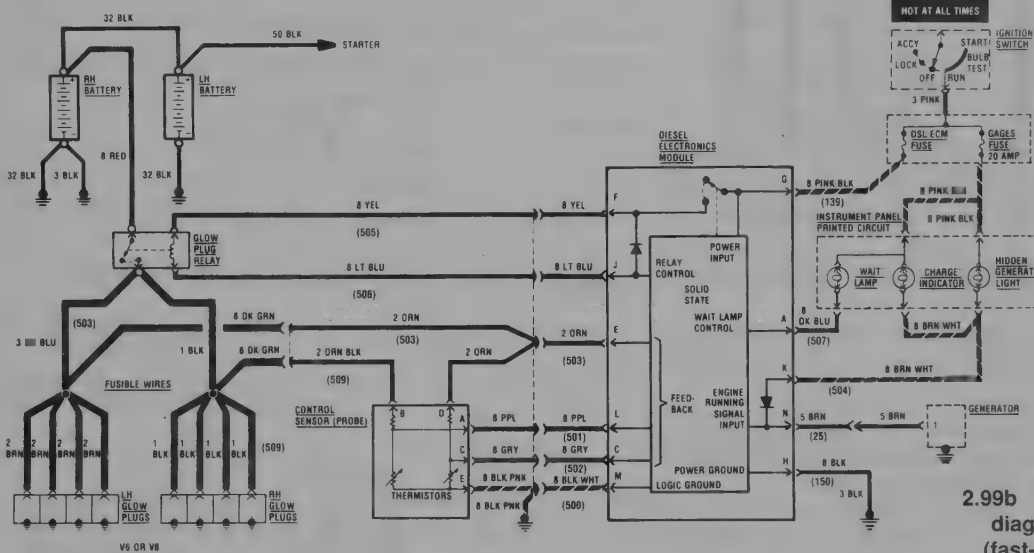 32 BLK
50 BLK
STARTER
RH BATTERY
LH BATTERY
8 RED
32 BLK
3 BLK
32 BLK
HOT AT ALL TIMES
IGNITION SWITCH
ACCY
LOCK
OFF
RUN
START
BULB TEST
3 PINK
DSL ECM FUSE
GAGES FUSE 20 AMP
DIESEL ELECTRONICS MODULE
G
8 PINK BLK
(139)
8 PINK
8 PINK BLK
INSTRUMENT PANEL PRINTED CIRCUIT
WAIT LAMP
CHARGE INDICATOR
HIDDEN
LIGHT
F
8 YEL
8 YEL
(505)
GLOW PLUG RELAY
8 LT BLU
8 LT BLU
(506)
J
POWER INPUT
RELAY CONTROL
SOLID STATE
WAIT LAMP CONTROL
A
8 DK BLU
(507)
8 BRN WHT
(503)
3
BLU
1 BLK
8 DK GRN
2 ORN
(503)
8 DK GRN
2 ORN BLK
(509)
2 ORN
2 ORN
(503)
E
FUSIBLE WIRES
K
8 BRN WHT
(504)
FEED-BACK
ENGINE RUNNING SIGNAL INPUT
N
5 BRN
5 BRN
(25)
GENERATOR
1
CONTROL SENSOR (PROBE)
B
D
A
8 PPL
8 PPL
(501)
L
C
8 GRY
8 GRY
(502)
C
E
8 BLK PNK
8 BLK WHT
(500)
M
8 BLK PNK
THERMISTORS
POWER GROUND
LOGIC GROUND
H
8 BLK
(150)
3 BLK
2 BRN
2 BRN
2 BRN
2 BRN
1 BLK
1 BLK
1 BLK
1 BLK
(509)
LH GLOW PLUGS
RH GLOW PLUGS
V6 OR V8
2.99b
diag
(fast-